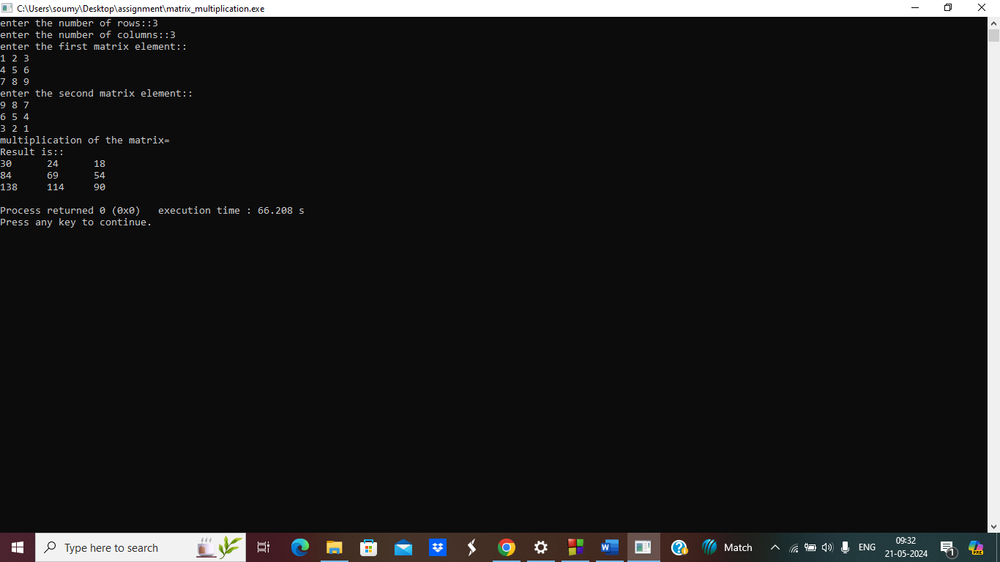 C:\Users\soumy\Desktop\assignment\matrix_multiplication.exe
enter the number of rows::3
enter the number of columns::3
enter the first matrix element::
1 2 3
4 5 6
7 8 9
enter the second matrix element::
9 8 7
6 5 4
3 2 1
multiplication of the matrix=
Result is::
30 24 18
84 69 54
138 114 90
Process returned 0 (0x0) execution time : 66.208 s
Press any key to continue.
Type here to search
Match
ENG
09:32
21-05-2024
1
PRE